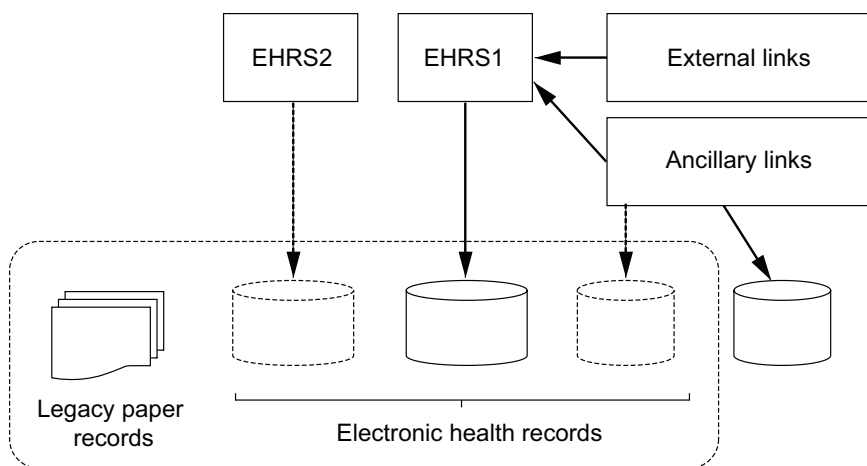 EHRS2
EHRS1
External links
Ancillary links
Legacy paper
records
Electronic health records